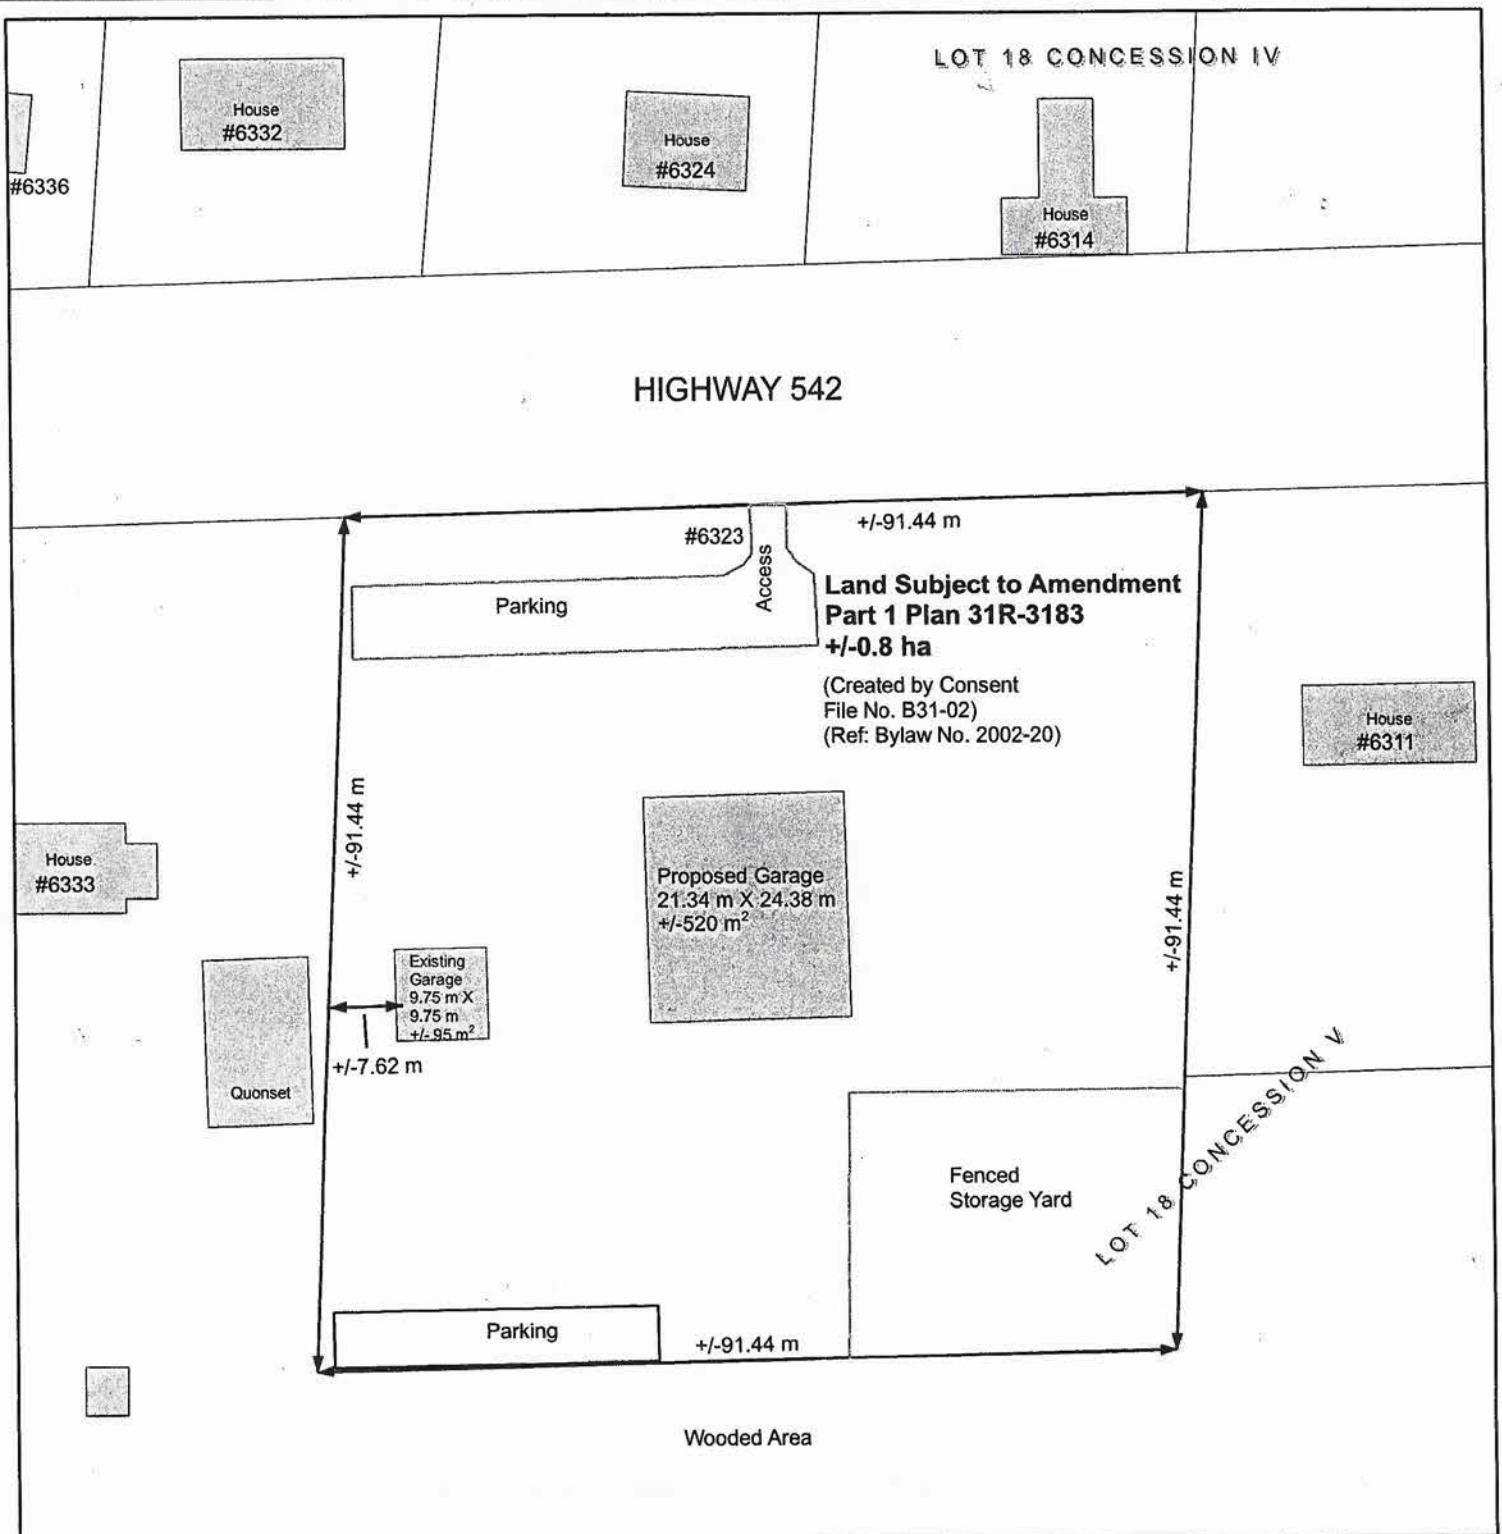 LOT 18 CONCESSION IV
House
#6332
House
#6324
#6336
House
#6314
HIGHWAY 542
+/-91.44 m
#6323
Access
Parking
Land Subject to Amendment
Part 1 Plan 31R-3183
+/-0.8 ha
(Created by Consent
File No. B31-02)
(Ref: Bylaw No. 2002-20)
House
#6311
+/-91.44 m
House
#6333
Proposed Garage
21.34 m X 24.38 m
+/-520 m²
+/-91.44 m
Existing
Garage
9.75 m X
9.75 m
+/- 95 m²
+/-7.62 m
Quonset
LOT 18 CONCESSION V
Fenced
Storage Yard
Parking
+/-91.44 m
Wooded Area